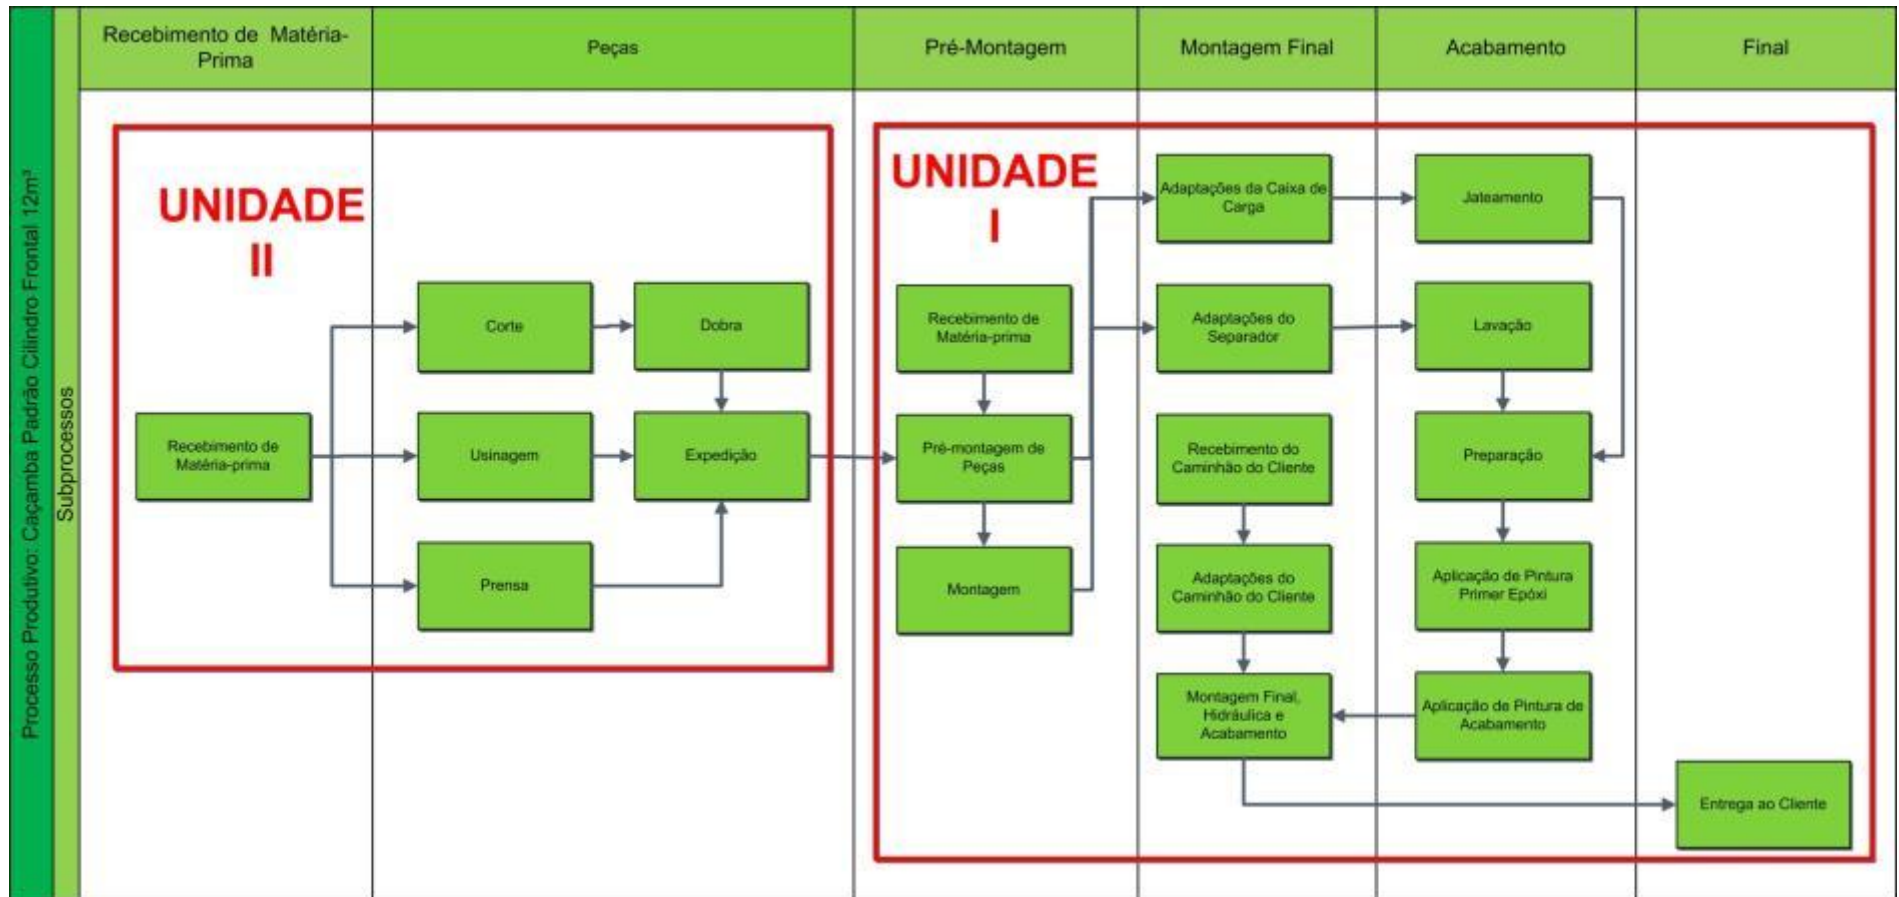 Processo Produtivo: Caçamba Padrão Cilindro Frontal 12m³
Subprocessos
Recebimento de Matéria-
Prima
Peças
Pré-Montagem
Montagem Final
Acabamento
Final
UNIDADE
II
Recebimento de
Matéria-prima
Corte
Dobra
Usinagem
Expedição
Prensa
UNIDADE
I
Recebimento de
Matéria-prima
Pré-montagem de
Peças
Montagem
Adaptações da Caixa de
Carga
Adaptações do
Separador
Recebimento do
Caminhão do Cliente
Adaptações do
Caminhão do Cliente
Montagem Final,
Hidráulica e
Acabamento
Jateamento
Lavação
Preparação
Aplicação de Pintura
Primer Epóxi
Aplicação de Pintura de
Acabamento
Entrega ao Cliente